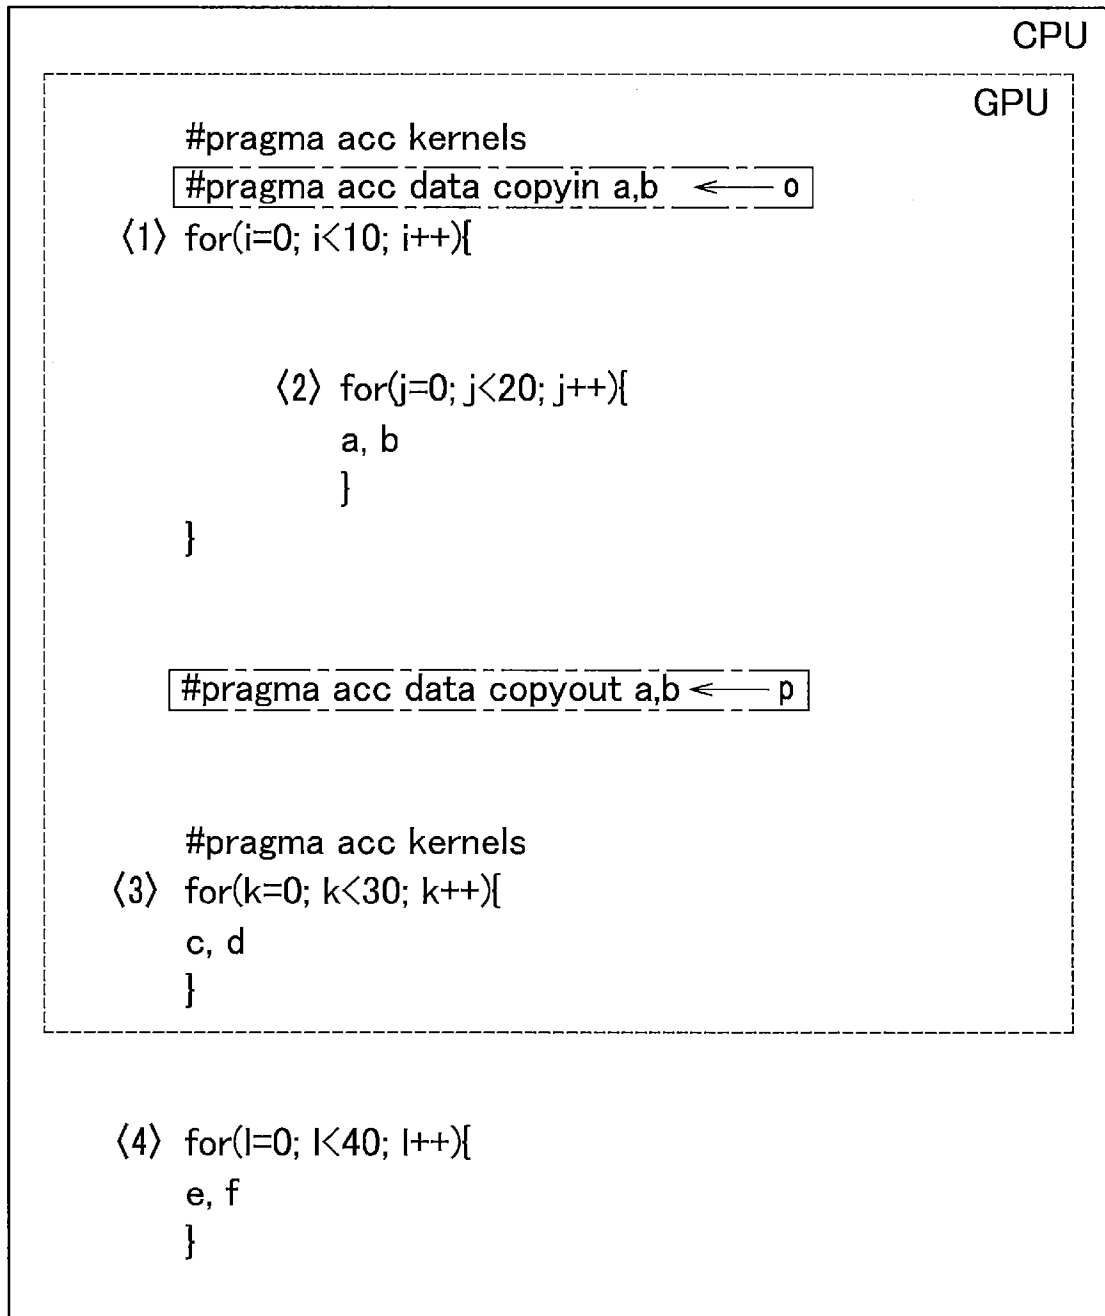 CPU
GPU
#pragma acc kernels
#pragma acc data copyin a,b ← o
⟨1⟩ for(i=0; i<10; i++){
⟨2⟩ for(j=0; j<20; j++){
a, b
}
}
#pragma acc data copyout a,b ← p
#pragma acc kernels
⟨3⟩ for(k=0; k<30; k++){
c, d
}
⟨4⟩ for(l=0; l<40; l++){
e, f
}